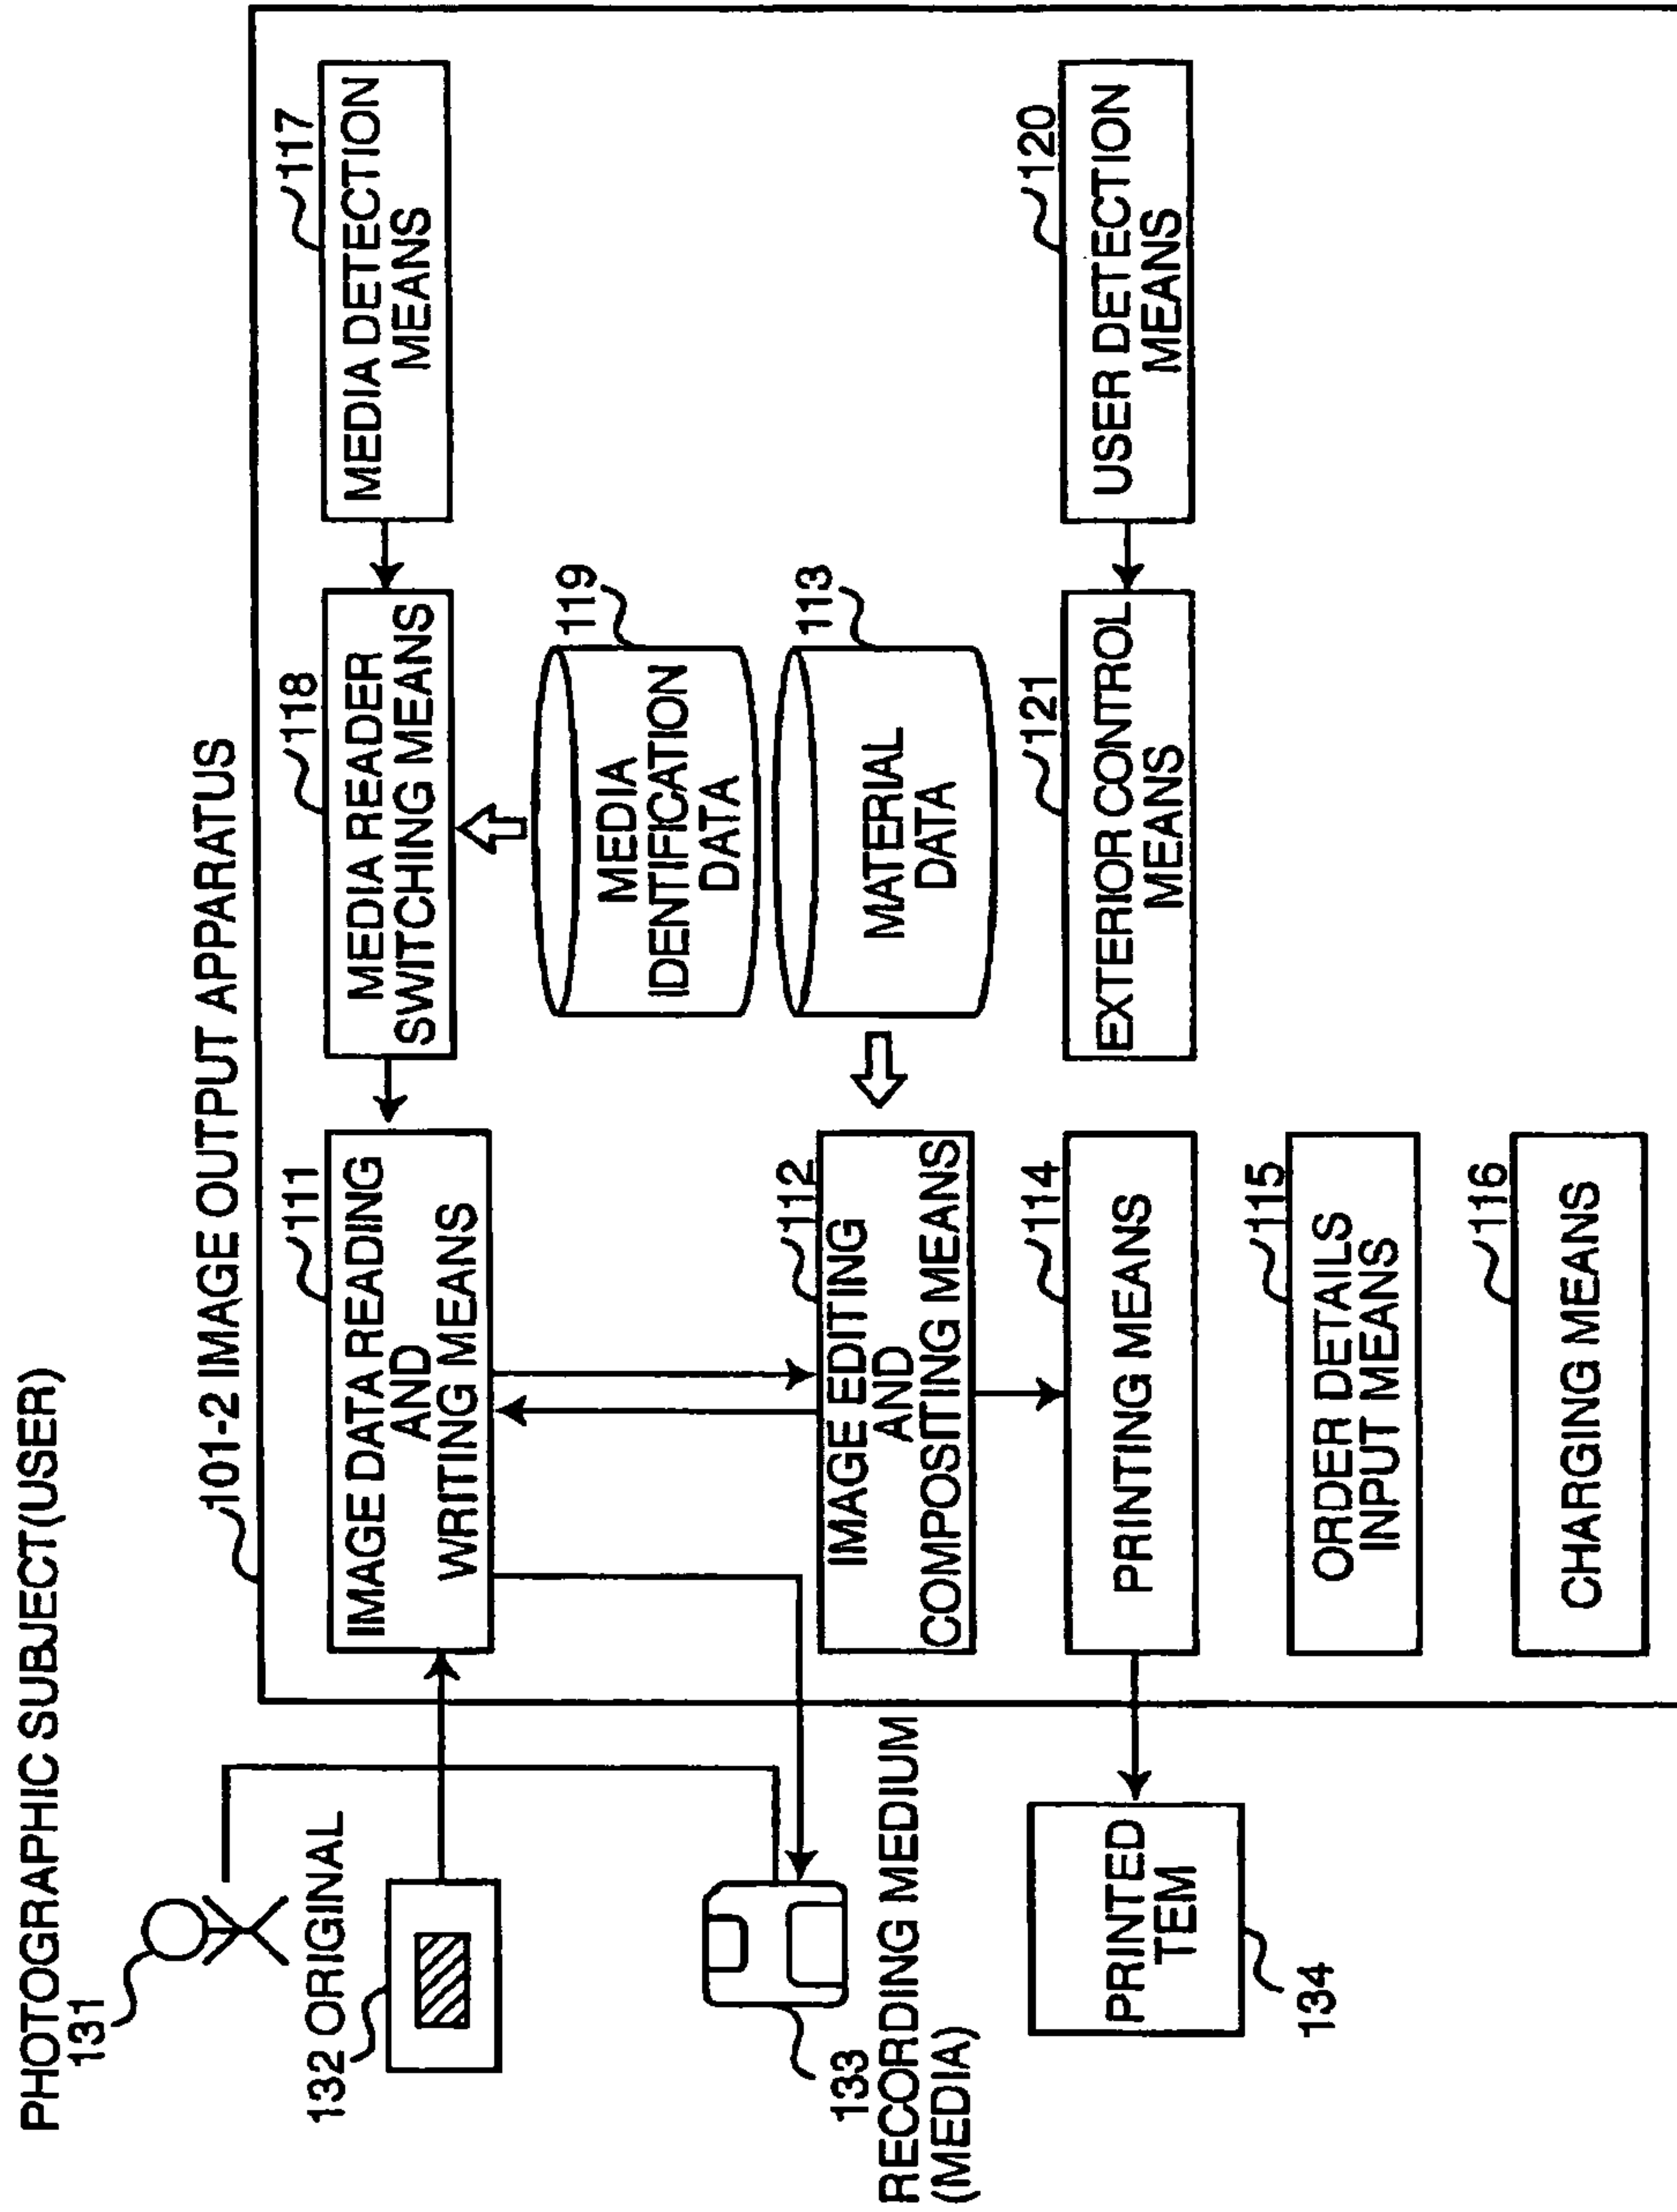 PHOTOGRAPHIC SUBJECT(USER)
131
101-2 IMAGE OUTPUT APPARATUS
132 ORIGINAL
111
IMAGE DATA READING
AND
WRITING MEANS
118
MEDIA READER
SWITCHING MEANS
117
MEDIA DETECTION
MEANS
119
MEDIA
IDENTIFICATION
DATA
133
RECORDING MEDIUM
(MEDIA)
112
IMAGE EDITING
AND
COMPOSITING MEANS
113
MATERIAL
DATA
PRINTED
TEM
134
114
PRINTING MEANS
121
EXTERIOR CONTROL
MEANS
120
USER DETECTION
MEANS
115
ORDER DETAILS
INPUT MEANS
116
CHARGING MEANS